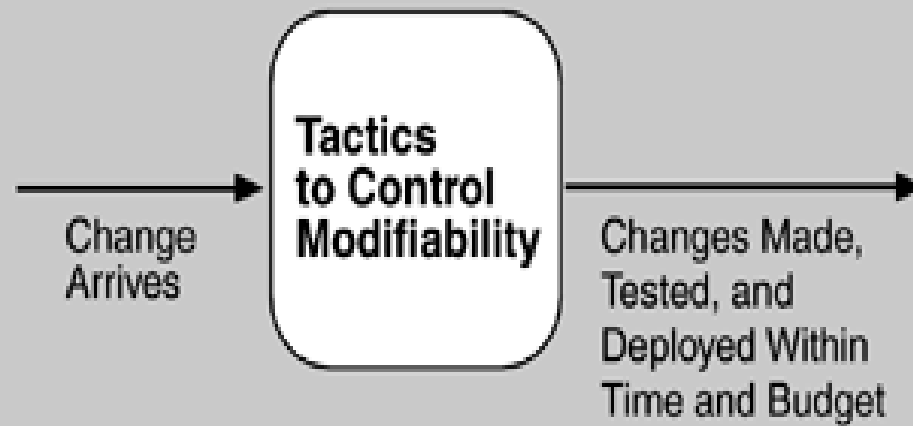 Change
Arrives
Tactics
to Control
Modifiability
Changes Made,
Tested, and
Deployed Within
Time and Budget